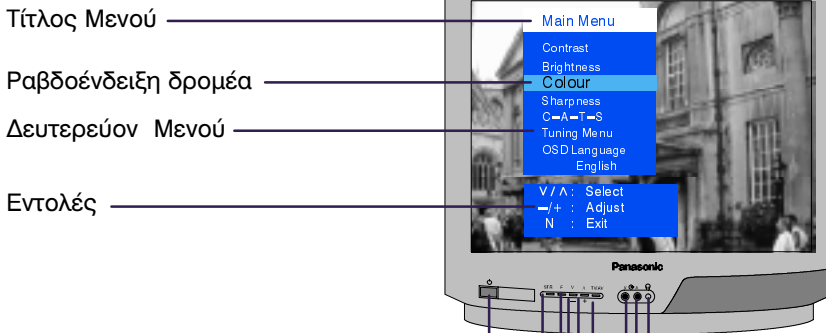 Τίτλος Μενού
Ραβδοένδειξη δρομέα
Δευτερεύον Μενού
Εντολές
Main Menu
Contrast
Brightness
Colour
Sharpness
C–A–T–S
Tuning Menu
OSD Language
English
V / Λ : Select
–/+ : Adjust
N : Exit
Panasonic